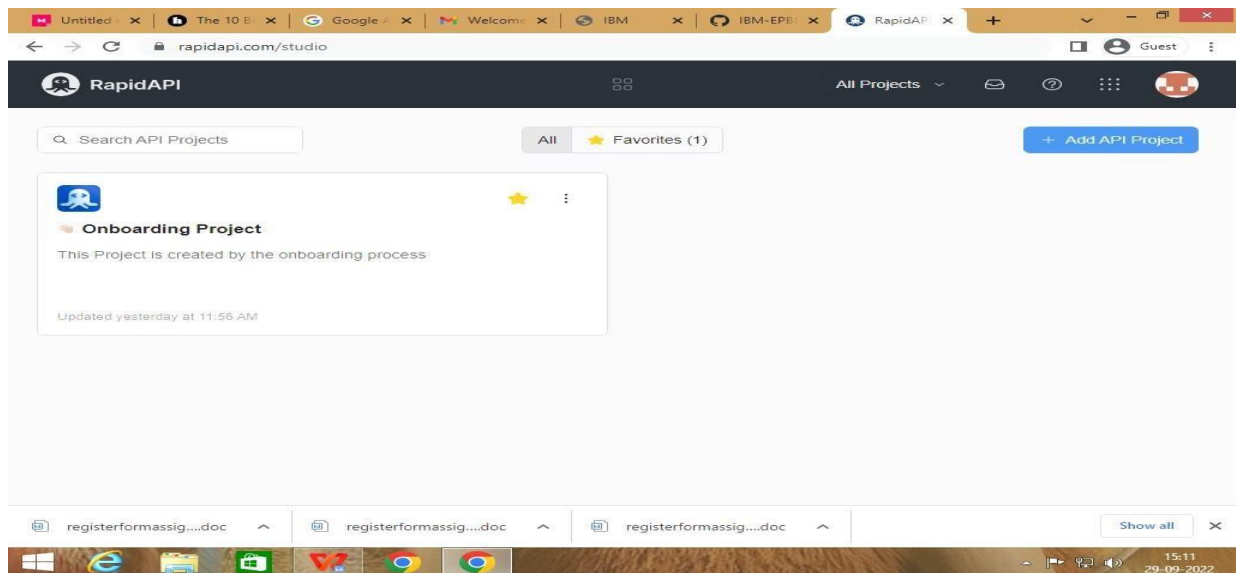 Untitled
The 10 B
Google A
Welcome
IBM
IBM-EPB
RapidAP
rapidapi.com/studio
Guest
RapidAPI
All Projects
Search API Projects
All
Favorites (1)
+ Add API Project
Onboarding Project
This Project is created by the onboarding process
Updated yesterday at 11:56 AM
registerformassig....doc
registerformassig....doc
registerformassig....doc
Show all
15:11
29-09-2022